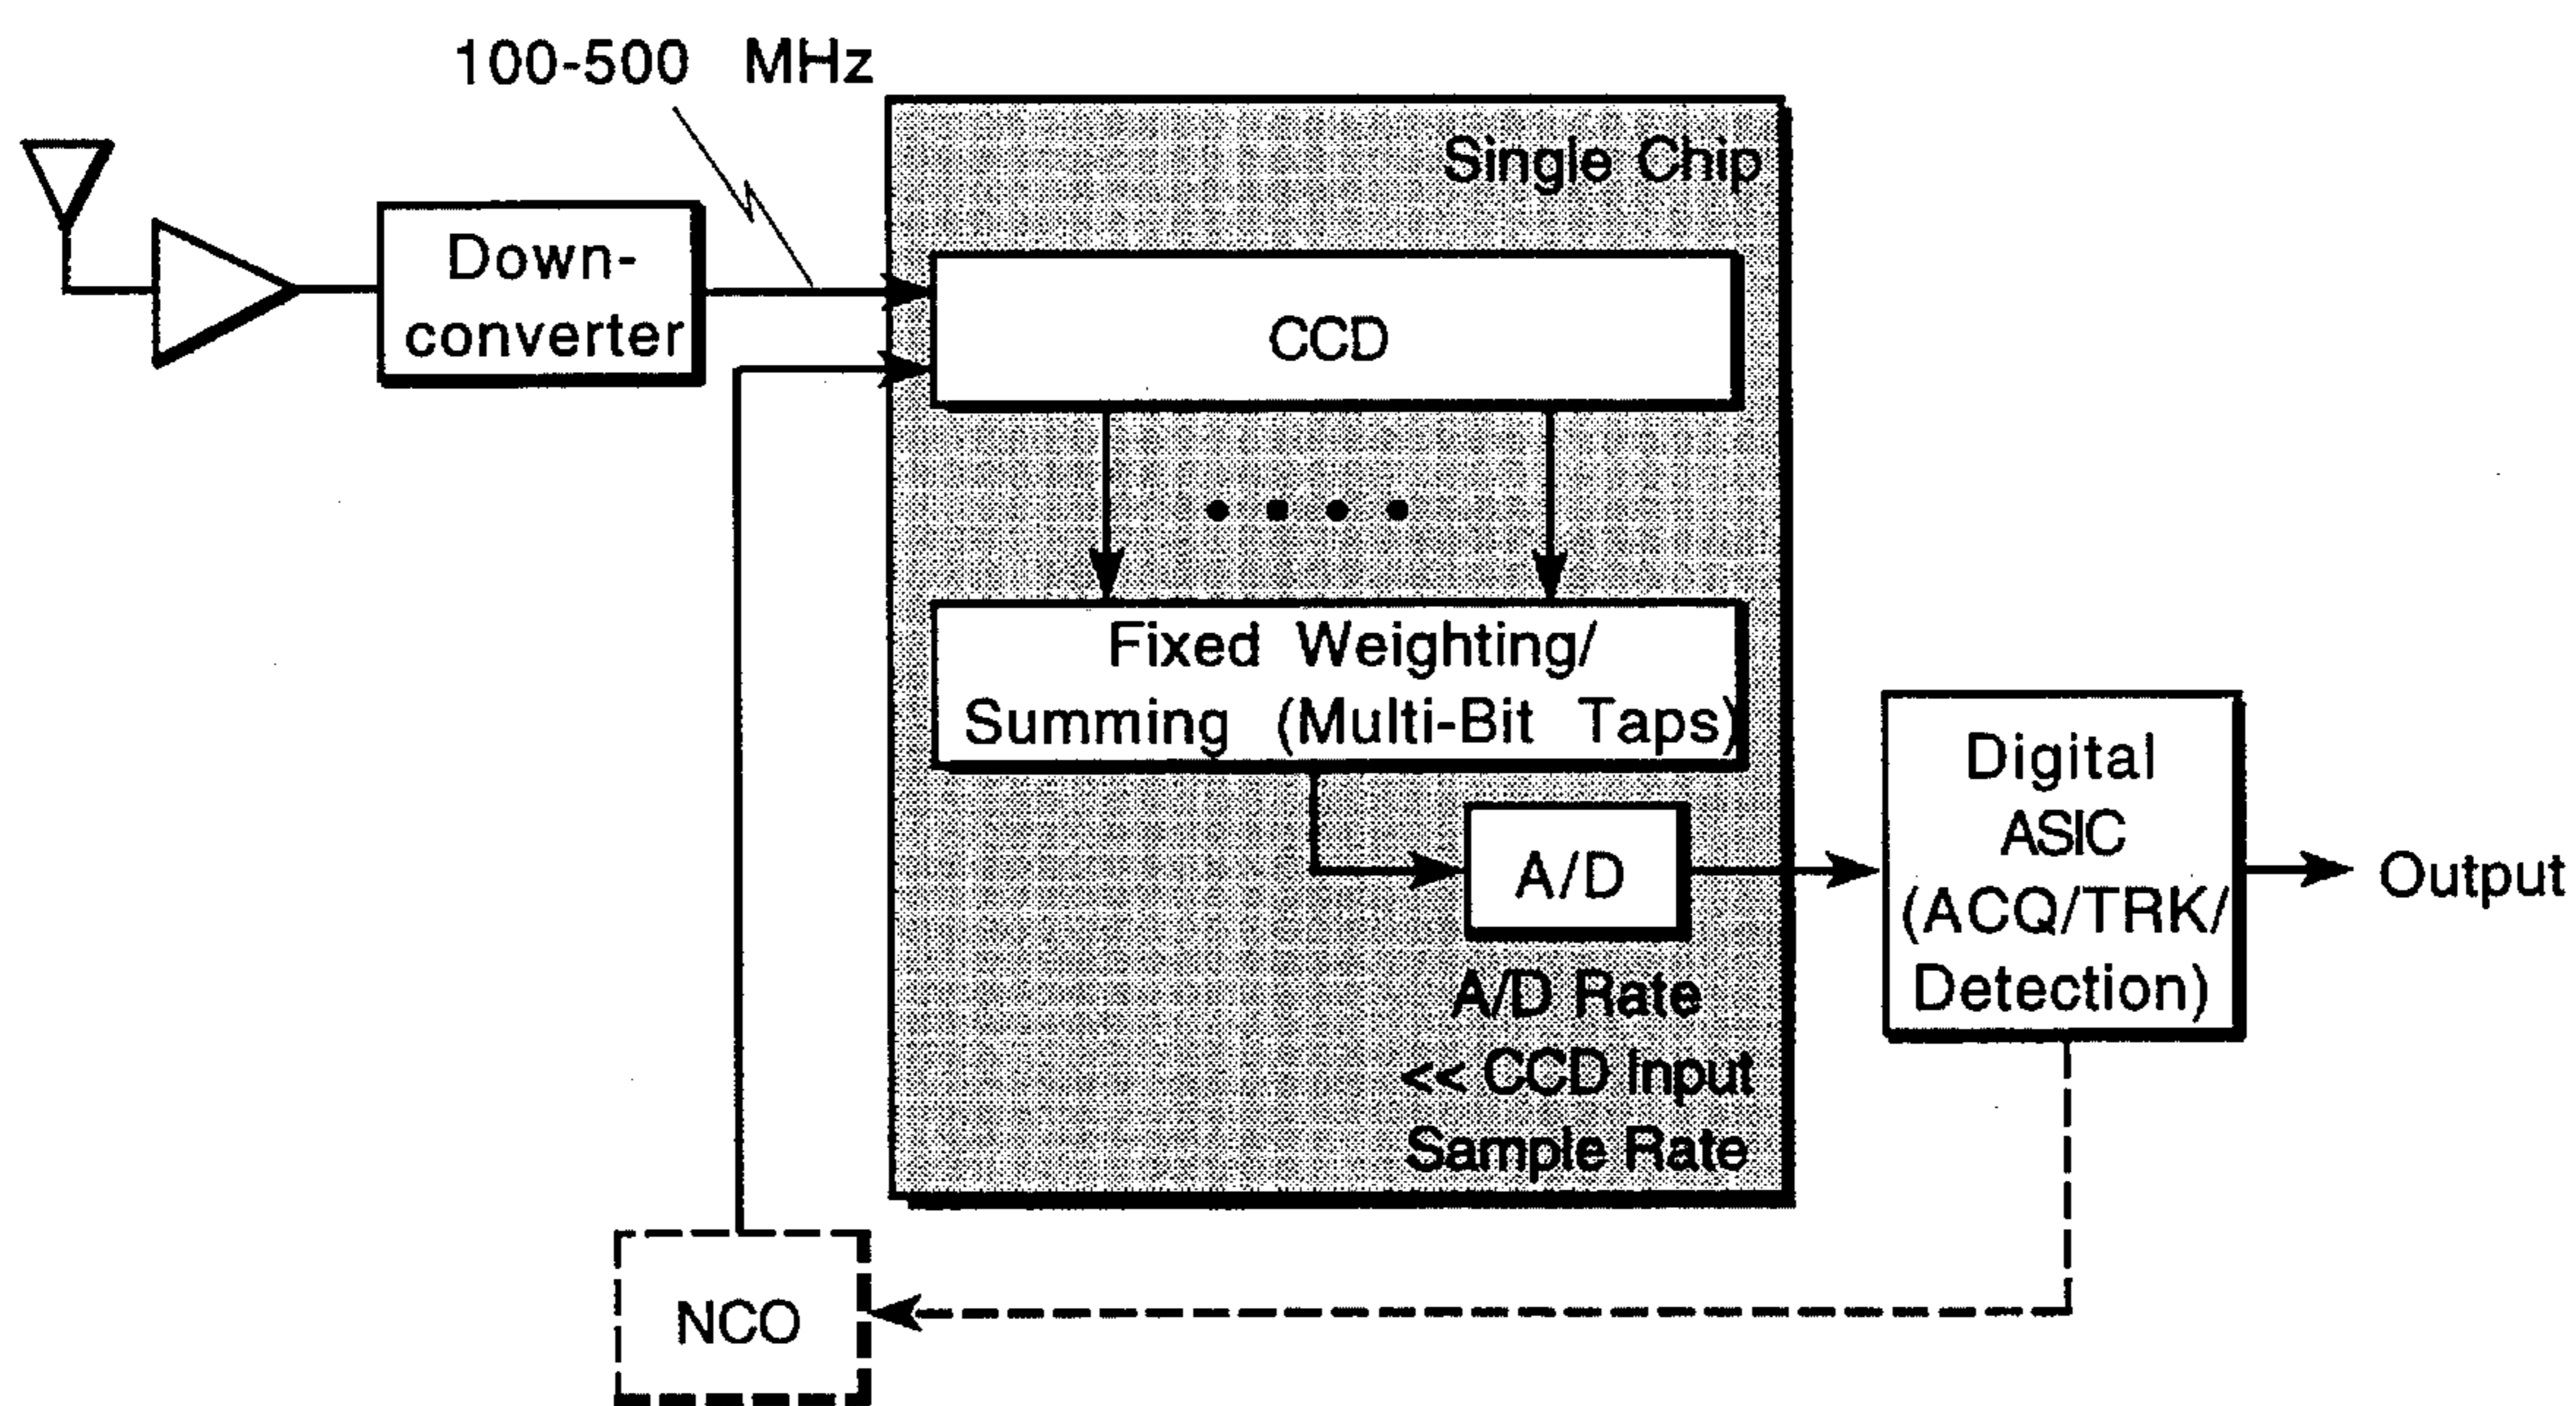 100-500 MHz
Single Chip
Down-
converter
CCD
Fixed Weighting/
Summing (Multi-Bit Taps)
Digital
ASIC
(ACQ/TRK/
Detection)
A/D
Output
A/D Rate
<< CCD Input
Sample Rate
NCO